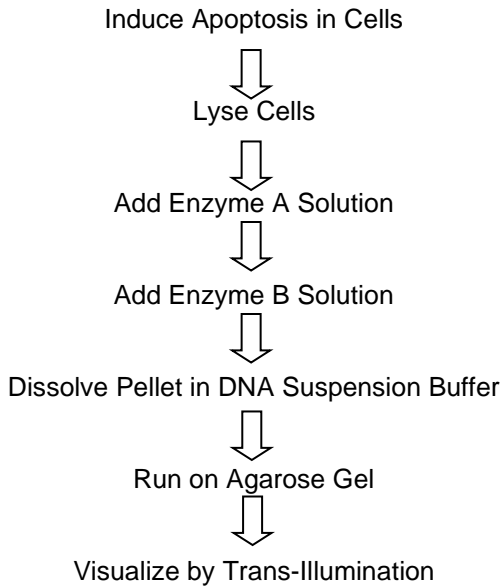 Induce Apoptosis in Cells
Lyse Cells
Add Enzyme A Solution
Add Enzyme B Solution
Dissolve Pellet in DNA Suspension Buffer
Run on Agarose Gel
Visualize by Trans-Illumination